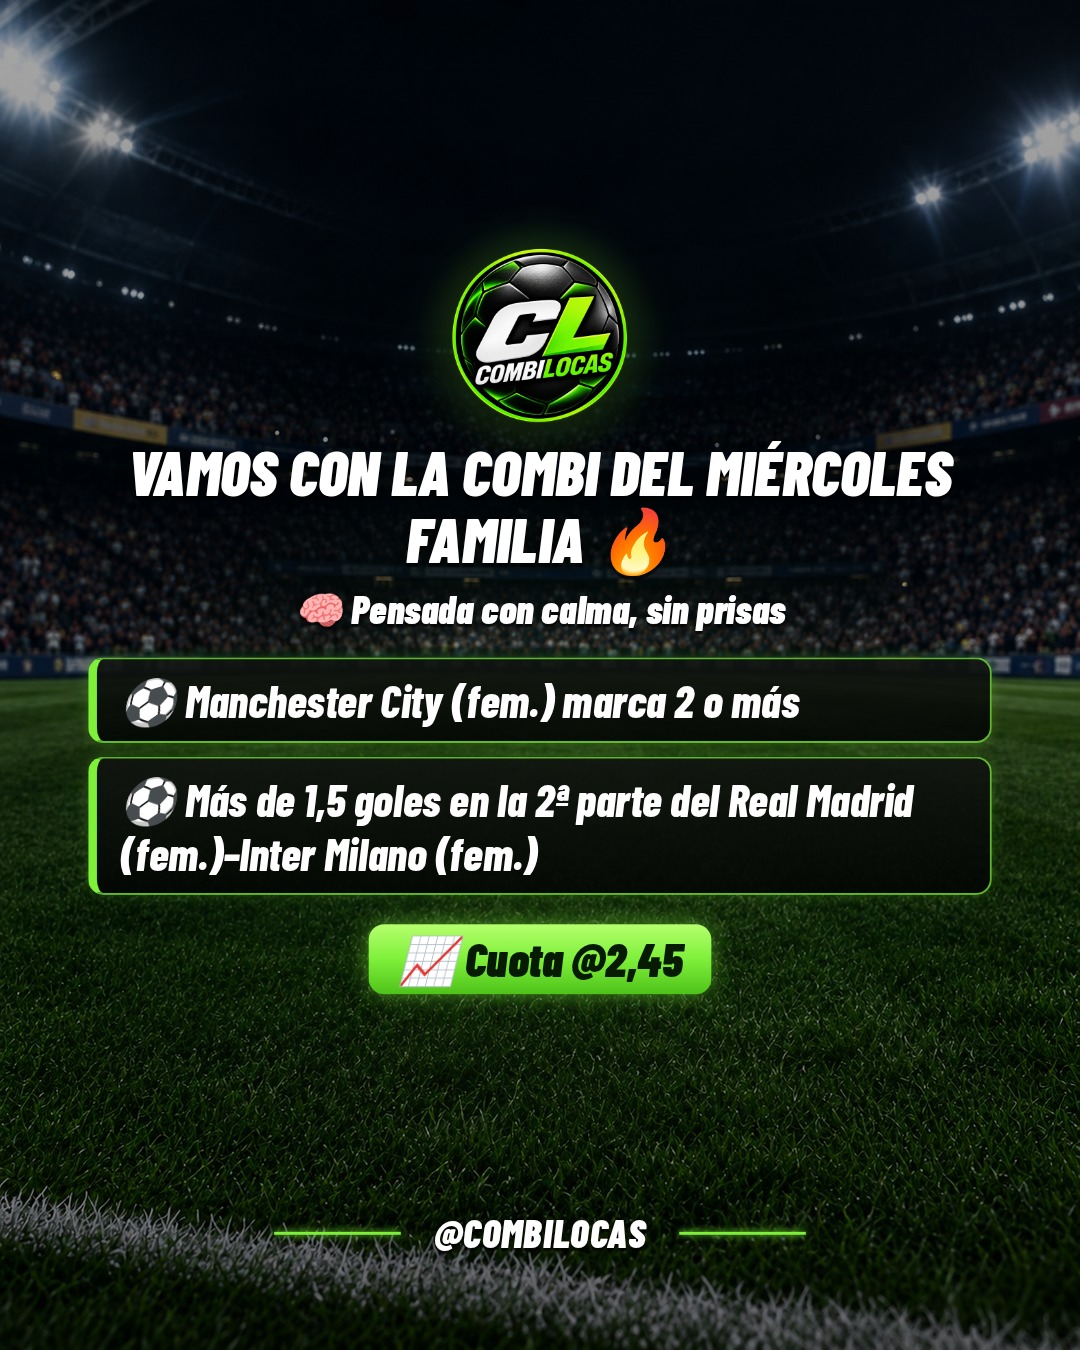 CL
COMBILOCAS
VAMOS CON LA COMBI DEL MIÉRCOLES
FAMILIA 🔥
🧠 Pensada con calma, sin prisas
⚽ Manchester City (fem.) marca 2 o más
⚽ Más de 1,5 goles en la 2ª parte del Real Madrid
(fem.)-Inter Milano (fem.)
📈 Cuota @2,45
@COMBILOCAS